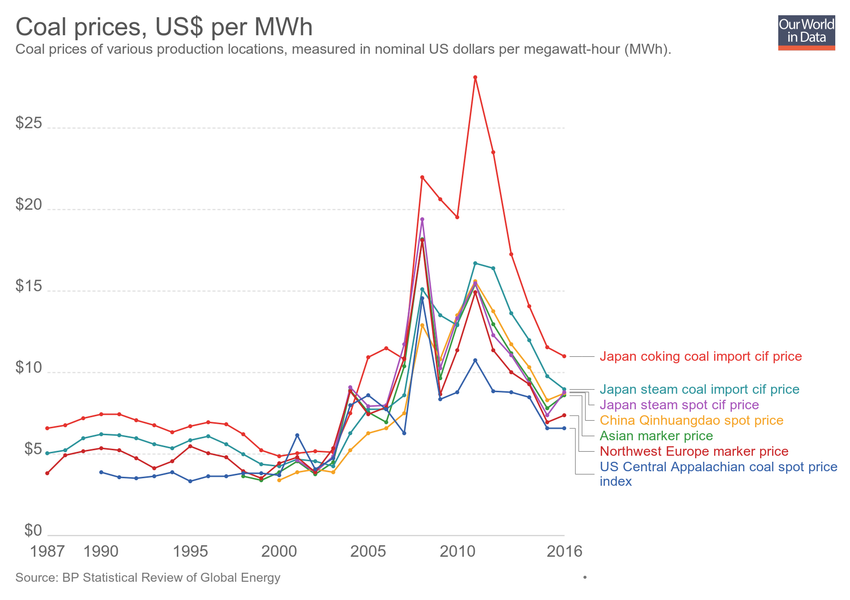 Coal prices, US$ per MWh
Our World
in Data
Coal prices of various production locations, measured in nominal US dollars per megawatt-hour (MWh).
$25
$20
$15
$10
$5
$0
Japan coking coal import cif price
Japan steam coal import cif price
Japan steam spot cif price
China Qinhuangdao spot price
Asian marker price
Northwest Europe marker price
US Central Appalachian coal spot price
index
1987 1990 1995 2000 2005 2010 2016
Source: BP Statistical Review of Global Energy
•